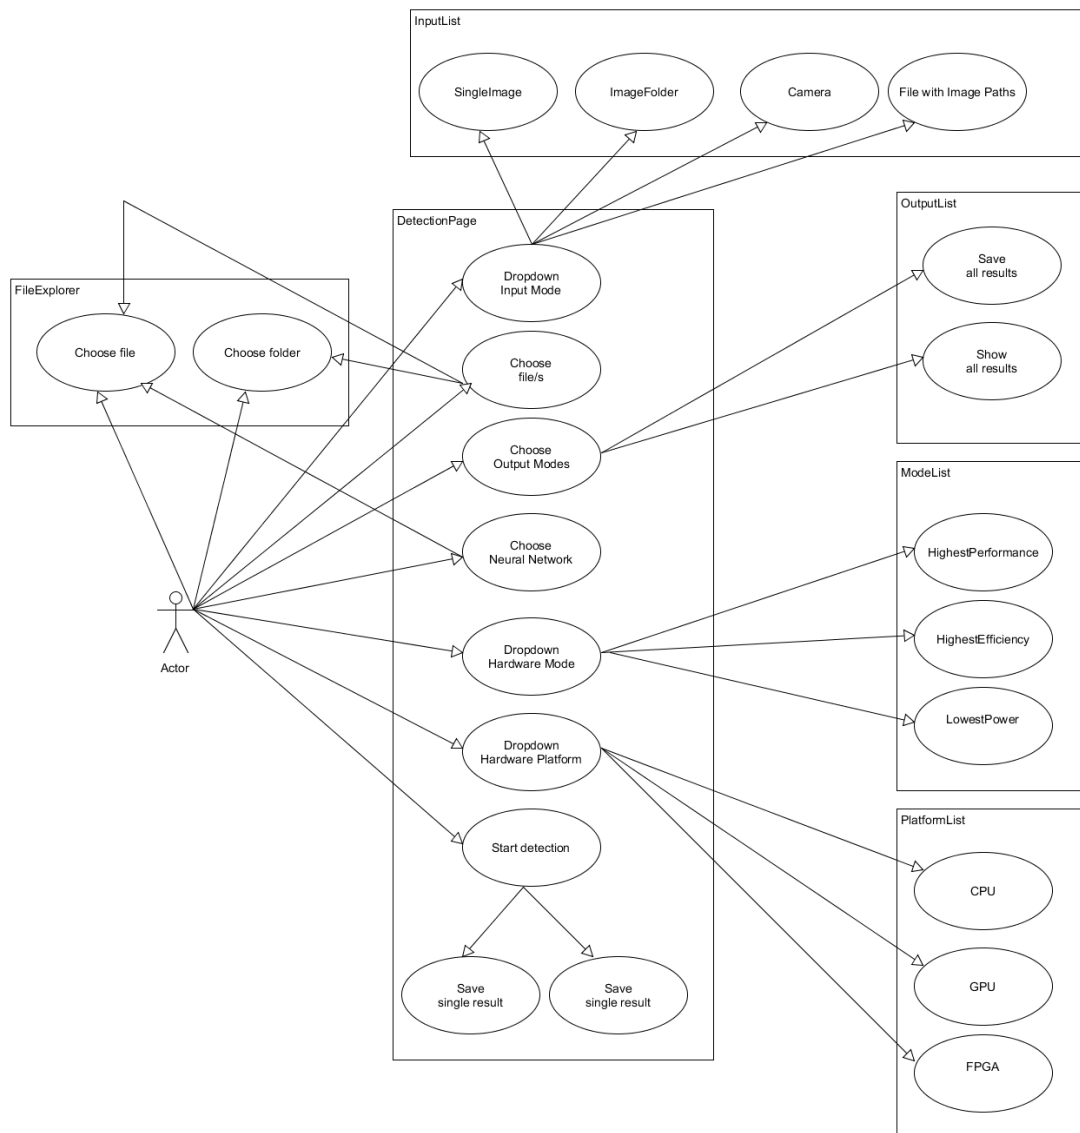 InputList
SingleImage
ImageFolder
Camera
File with Image Paths
DetectionPage
Dropdown
Input Mode
Choose
file/s
Choose
Output Modes
Choose
Neural Network
Dropdown
Hardware Mode
Dropdown
Hardware Platform
Start detection
Save
single result
Save
single result
FileExplorer
Choose file
Choose folder
Actor
OutputList
Save
all results
Show
all results
ModeList
HighestPerformance
HighestEfficiency
LowestPower
PlatformList
CPU
GPU
FPGA